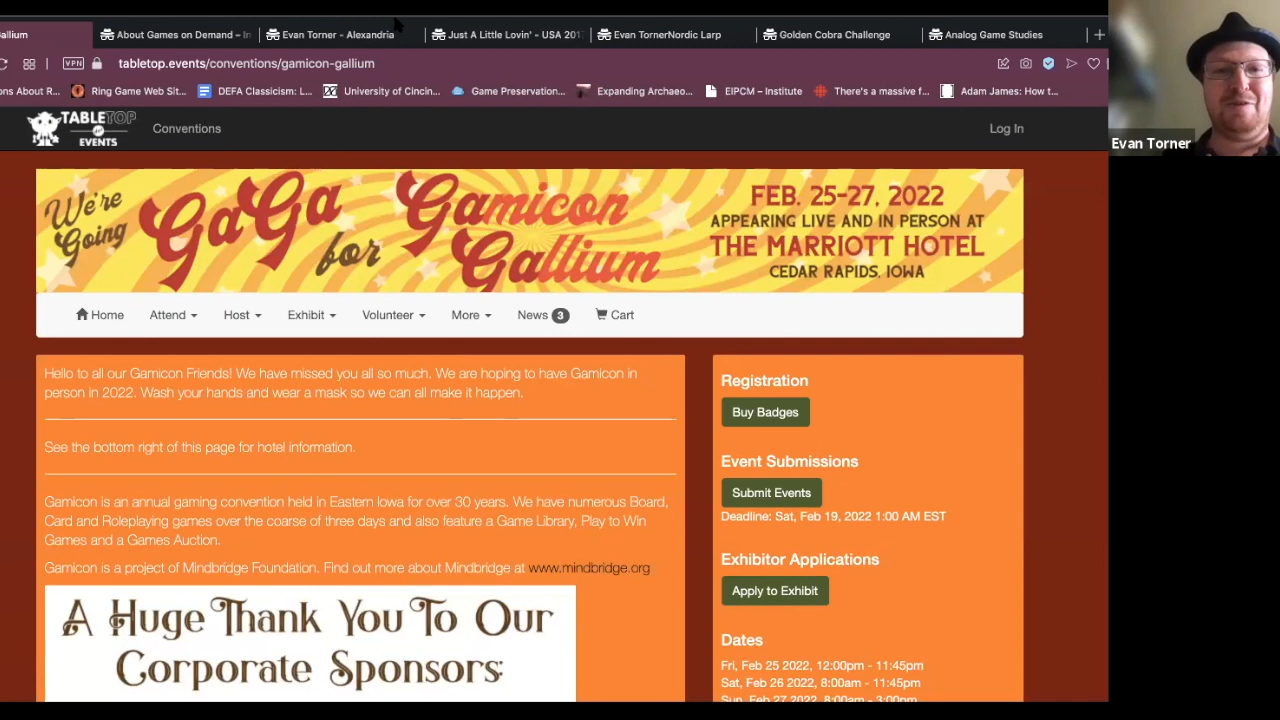 Gallium
About Games on Demand – In
Evan Torner - Alexandria
Just A Little Lovin' - USA 201
Evan TornerNordic Larp
Golden Cobra Challenge
Analog Game Studies
VPN
tabletop.events/conventions/gamicon-gallium
ons About R...
Ring Game Web Sit...
DEFA Classicism: L...
University of Cincin...
Game Preservation...
Expanding Archaeo...
EIPCM – Institute
There's a massive f...
Adam James: How t...
Evan Torner
TABLETOP
EVENTS
Conventions
Log In
We're Going GaGa for Gamicon Gallium
FEB. 25-27, 2022
APPEARING LIVE AND IN PERSON AT
THE MARRIOTT HOTEL
CEDAR RAPIDS, IOWA
Home
Attend
Host
Exhibit
Volunteer
More
News 3
Cart
Hello to all our Gamicon Friends! We have missed you all so much. We are hoping to have Gamicon in
person in 2022. Wash your hands and wear a mask so we can all make it happen.
See the bottom right of this page for hotel information.
Gamicon is an annual gaming convention held in Eastern Iowa for over 30 years. We have numerous Board,
Card and Roleplaying games over the coarse of three days and also feature a Game Library, Play to Win
Games and a Games Auction.
Gamicon is a project of Mindbridge Foundation. Find out more about Mindbridge at www.mindbridge.org
A Huge Thank You To Our
Corporate Sponsors:
Registration
Buy Badges
Event Submissions
Submit Events
Deadline: Sat, Feb 19, 2022 1:00 AM EST
Exhibitor Applications
Apply to Exhibit
Dates
Fri, Feb 25 2022, 12:00pm - 11:45pm
Sat, Feb 26 2022, 8:00am - 11:45pm
Sun, Feb 27 2022, 8:00am - 3:00pm